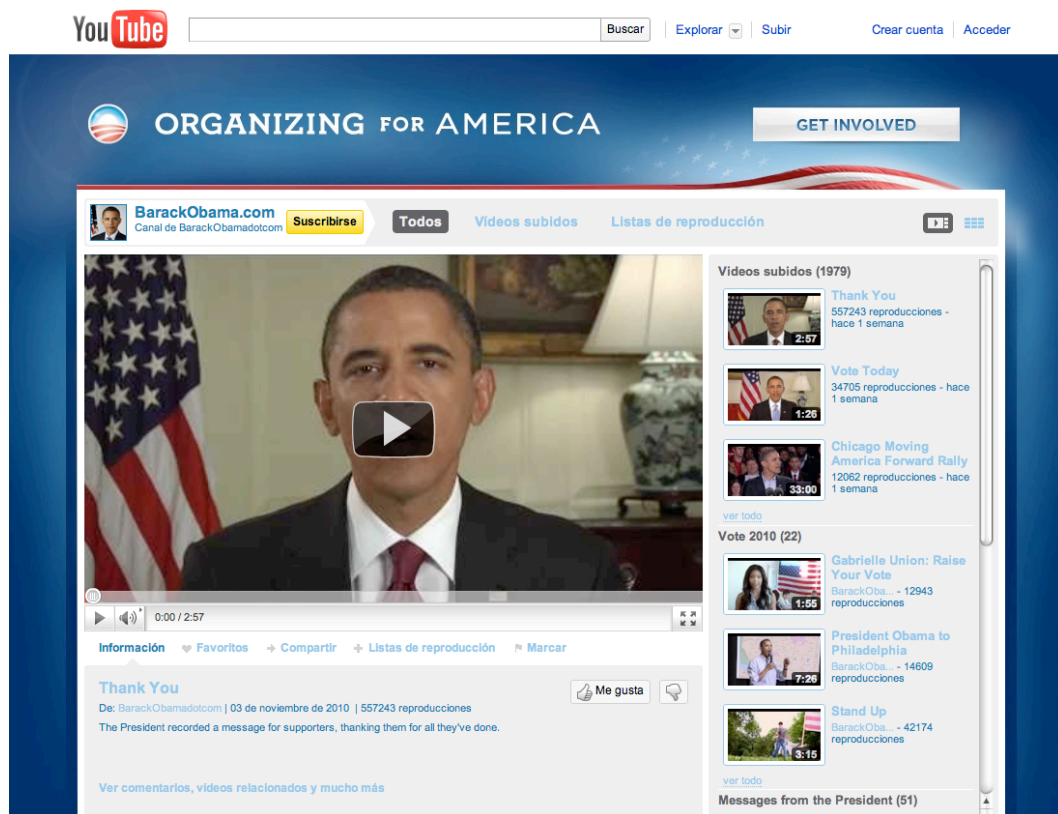 YouTube
Buscar
Explorar
Subir
Crear cuenta
Acceder
ORGANIZING FOR AMERICA
GET INVOLVED
BarackObama.com
Canal de BarackObamadotcom
Suscribirse
Todos
Vídeos subidos
Listas de reproducción
Videos subidos (1979)
Thank You
557243 reproducciones -
hace 1 semana
2:57
Vote Today
34705 reproducciones - hace
1 semana
1:26
Chicago Moving
America Forward Rally
12062 reproducciones - hace
1 semana
33:00
ver todo
Vote 2010 (22)
Gabrielle Union: Raise
Your Vote
BarackOba... - 12943
reproducciones
1:55
President Obama to
Philadelphia
BarackOba... - 14609
reproducciones
7:26
Stand Up
BarackOba... - 42174
reproducciones
3:15
ver todo
Messages from the President (51)
0:00 / 2:57
Información
Favoritos
Compartir
Listas de reproducción
Marcar
Thank You
Me gusta
De: BarackObamadotcom | 03 de noviembre de 2010 | 557243 reproducciones
The President recorded a message for supporters, thanking them for all they've done.
Ver comentarios, vídeos relacionados y mucho más